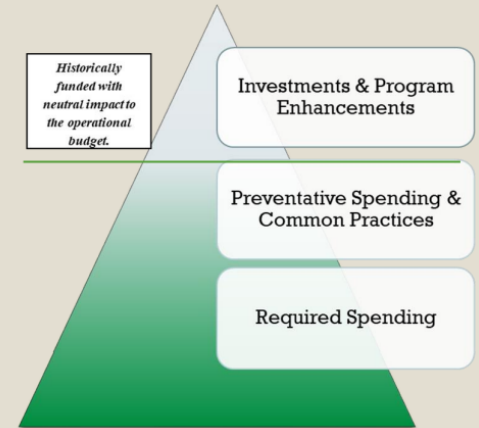 Historically
funded with
neutral impact to
the operational
budget.
Investments & Program
Enhancements
Preventative Spending &
Common Practices
Required Spending